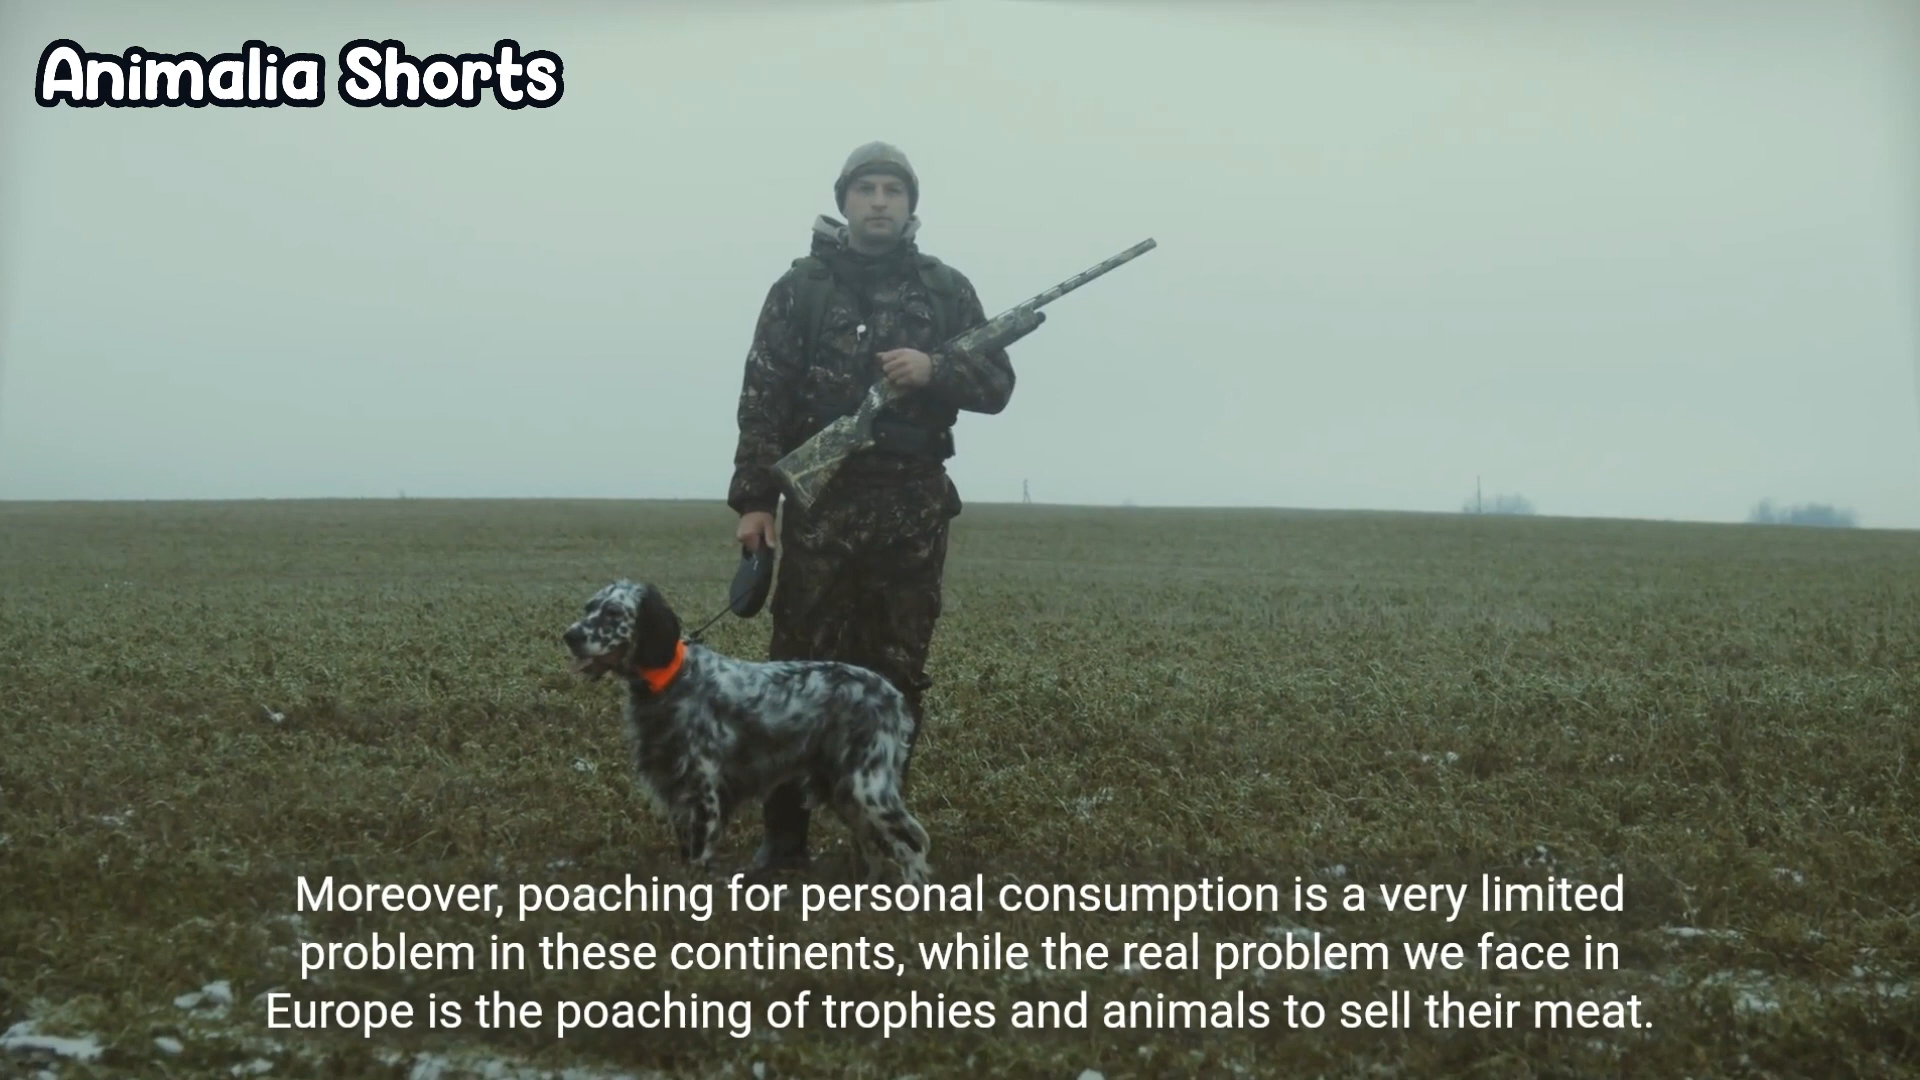 Animalia Shorts
Moreover, poaching for personal consumption is a very limited
problem in these continents, while the real problem we face in
Europe is the poaching of trophies and animals to sell their meat.